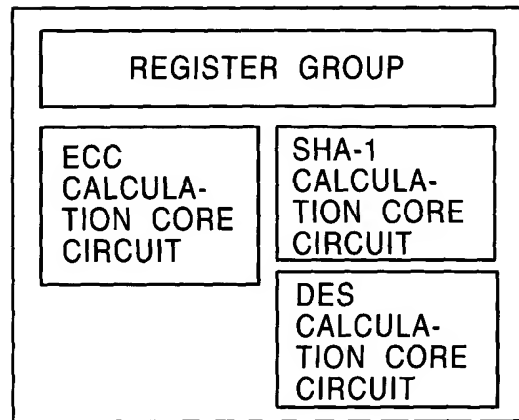 REGISTER GROUP
ECC
CALCULA-
TION CORE
CIRCUIT
SHA-1
CALCULA-
TION CORE
CIRCUIT
DES
CALCULA-
TION CORE
CIRCUIT